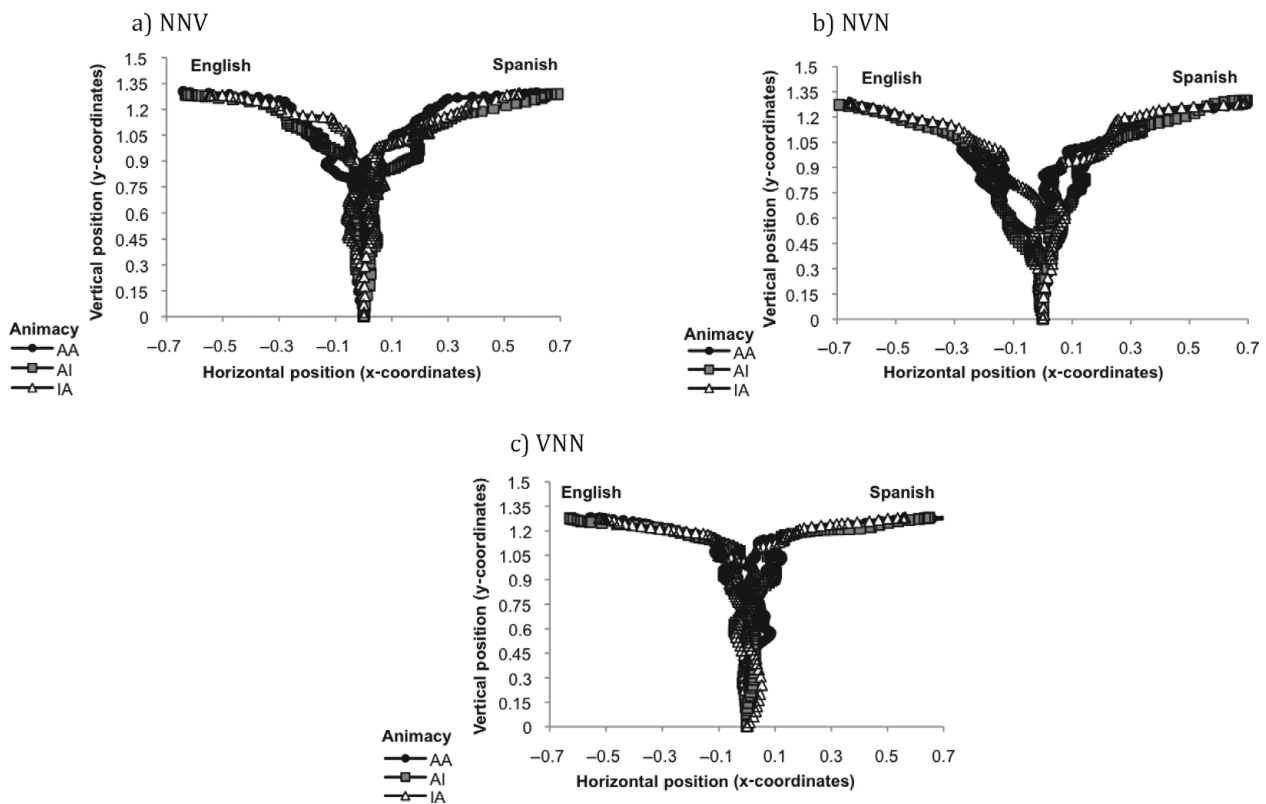 a) NNV
English
Spanish
Vertical position (y-coordinates)
1.5
1.35
1.2
1.05
0.9
0.75
0.6
0.45
0.3
0.15
0
–0.7 –0.5 –0.3 –0.1 0.1 0.3 0.5 0.7
Horizontal position (x-coordinates)
Animacy
AA
AI
IA
b) NVN
English
Spanish
Vertical position (y-coordinates)
1.5
1.35
1.2
1.05
0.9
0.75
0.6
0.45
0.3
0.15
0
–0.7 –0.5 –0.3 –0.1 0.1 0.3 0.5 0.7
Horizontal position (x-coordinates)
Animacy
AA
AI
IA
c) VNN
English
Spanish
Vertical position (y-coordinates)
1.5
1.35
1.2
1.05
0.9
0.75
0.6
0.45
0.3
0.15
0
–0.7 –0.5 –0.3 –0.1 0.1 0.3 0.5 0.7
Horizontal position (x-coordinates)
Animacy
AA
AI
IA